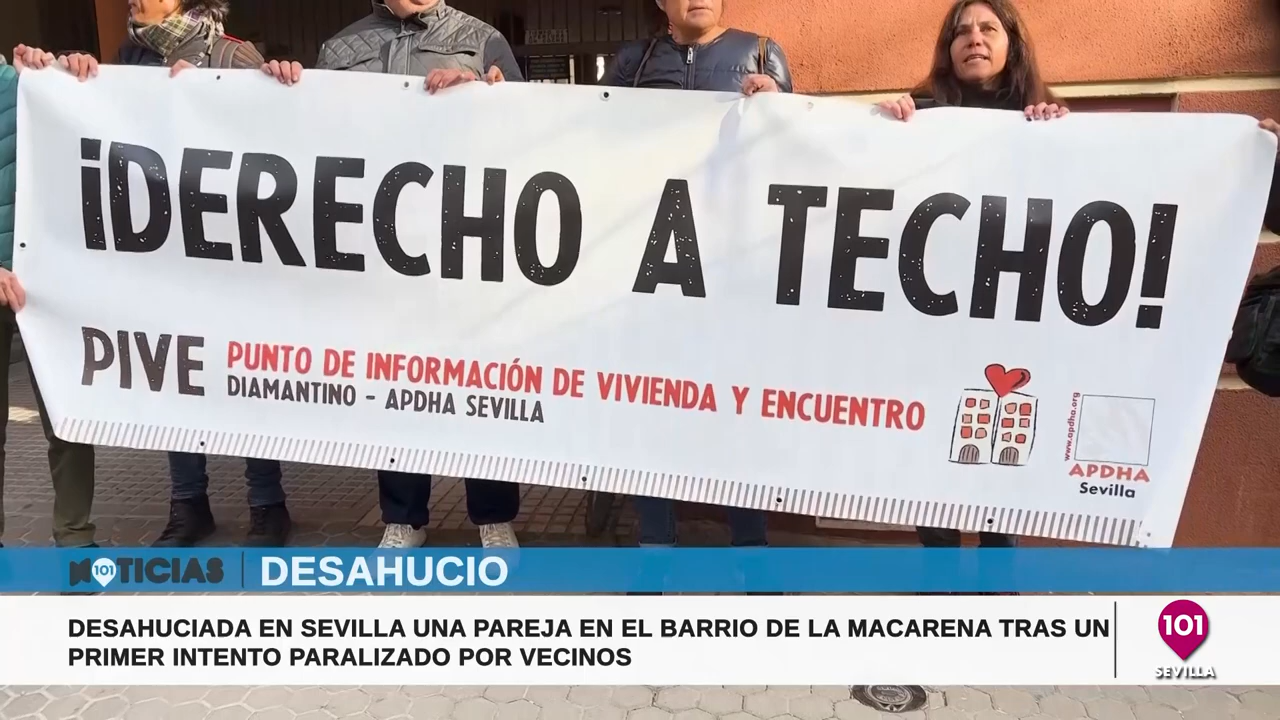 ¡DERECHO A TECHO!
PIVE
PUNTO DE INFORMACIÓN DE VIVIENDA Y ENCUENTRO
DIAMANTINO - APDHA SEVILLA
www.apdha.org
APDHA
Sevilla
NOTICIAS 101
DESAHUCIO
DESAHUCIADA EN SEVILLA UNA PAREJA EN EL BARRIO DE LA MACARENA TRAS UN
PRIMER INTENTO PARALIZADO POR VECINOS
101
SEVILLA